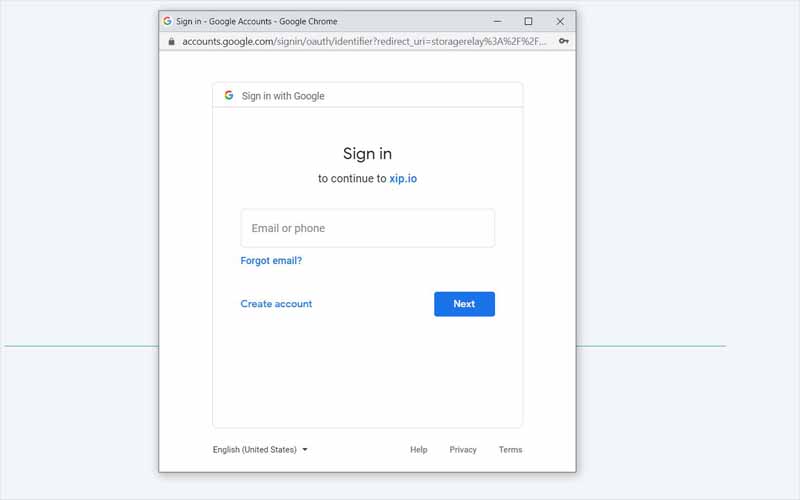 Sign in - Google Accounts - Google Chrome
accounts.google.com/signin/oauth/identifier?redirect_uri=storagerelay%3A%2F%2F...
Sign in with Google
Sign in
to continue to xip.io
Email or phone
Forgot email?
Create account
Next
English (United States)
Help
Privacy
Terms